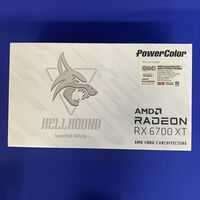 PowerColor
HELLHOUND
- Spectral White -
AMD
RADEON
RX 6700 XT
AMD RDNA 2 ARCHITECTURE